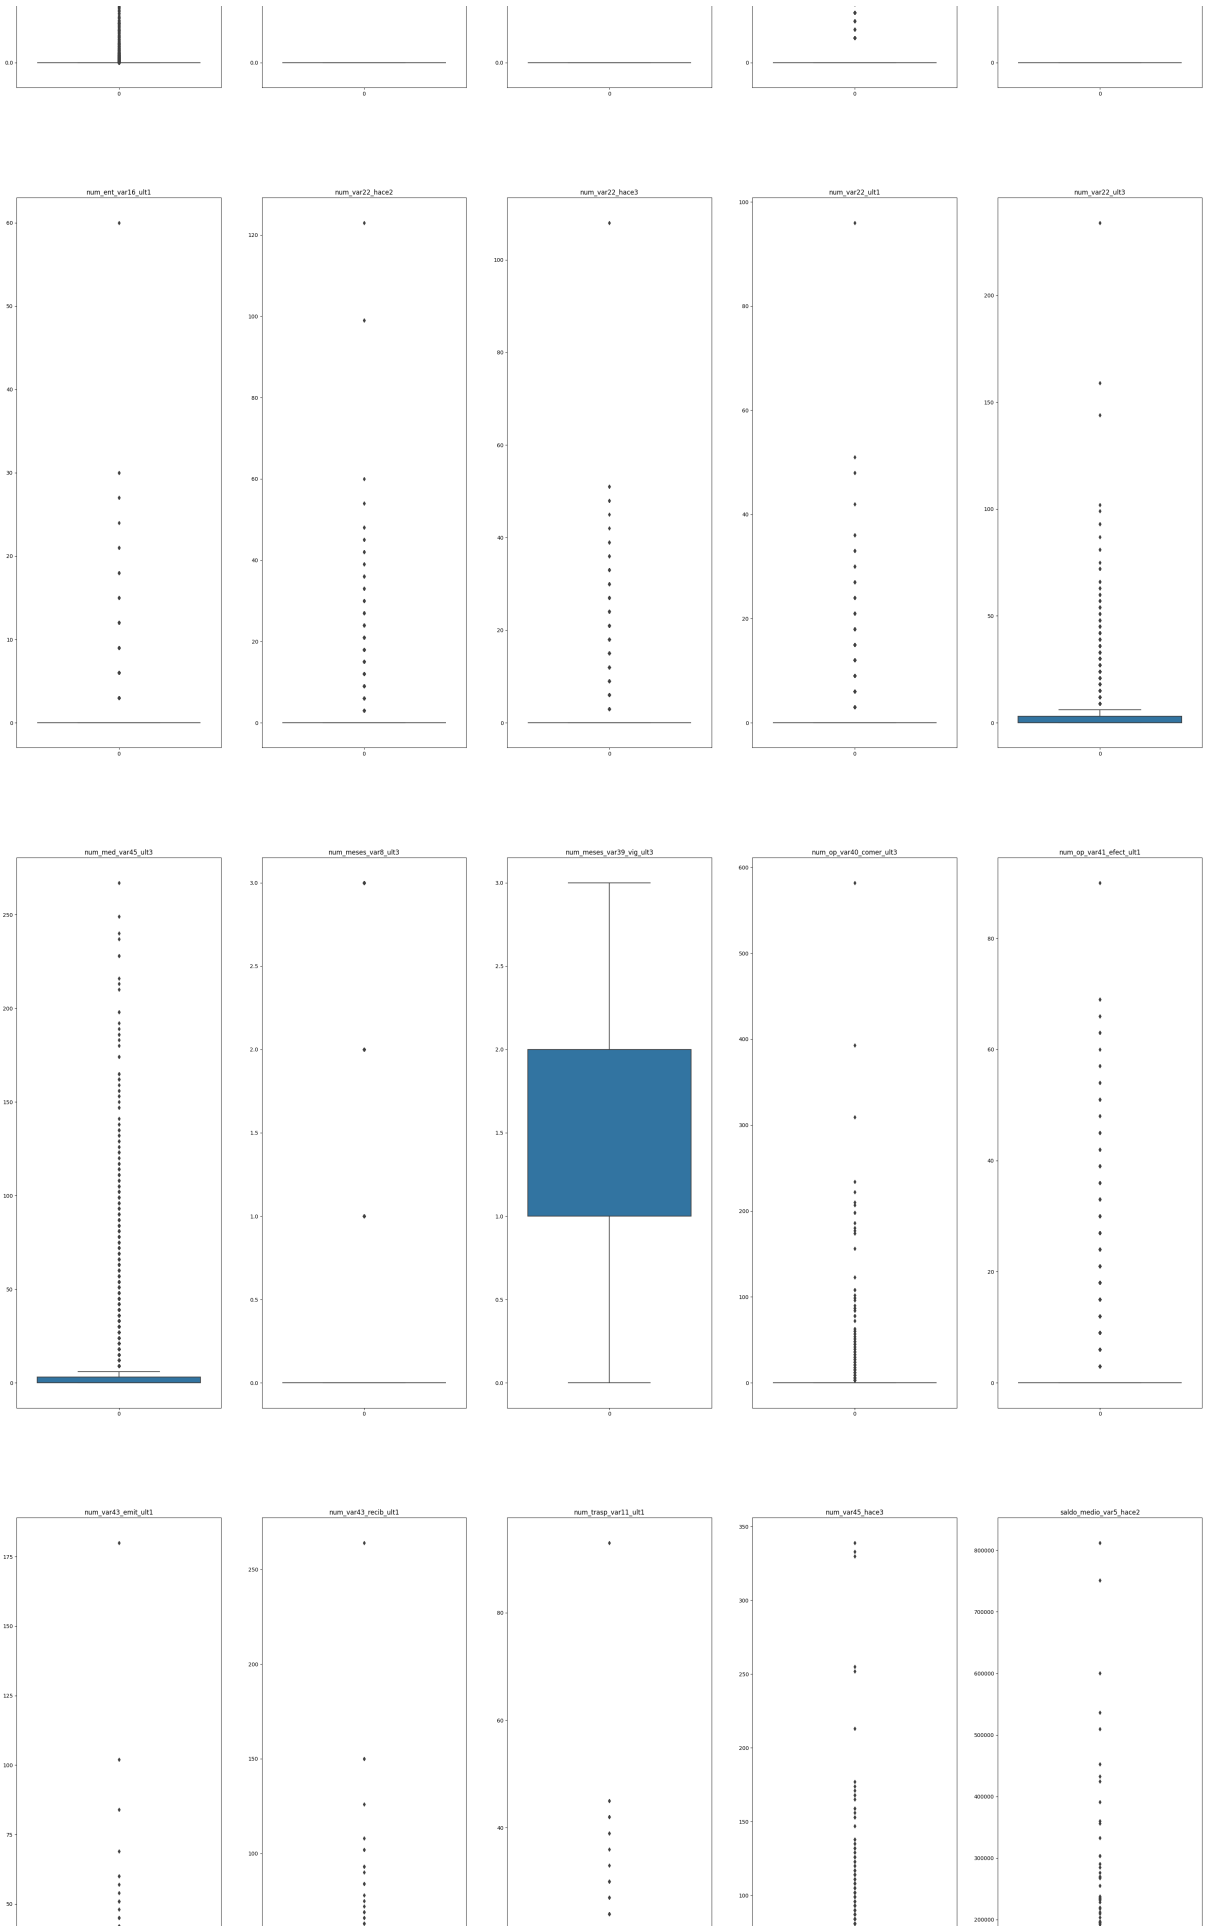 0.0 0.0 0.0 0 0
0 0 0 0 0
num_ent_var16_ult1 num_var22_hace2 num_var22_hace3 num_var22_ult1 num_var22_ult3
60 50 40 30 20 10 0
0
120 100 80 60 40 20 0
0
100 80 60 40 20 0
0
100 80 60 40 20 0
0
200 150 100 50 0
0
num_med_var45_ult3 num_meses_var8_ult3 num_meses_var39_vig_ult3 num_op_var40_comer_ult3 num_op_var41_efect_ult1
250 200 150 100 50 0
0
3.0 2.5 2.0 1.5 1.0 0.5 0.0
0
3.0 2.5 2.0 1.5 1.0 0.5 0.0
0
600 500 400 300 200 100 0
0
80 60 40 20 0
0
num_var43_emit_ult1 num_var43_recib_ult1 num_trasp_var11_ult1 num_var45_hace3 saldo_medio_var5_hace2
175 150 125 100 75 50
250 200 150 100
80 60 40
350 300 250 200 150 100
800000 700000 600000 500000 400000 300000 200000